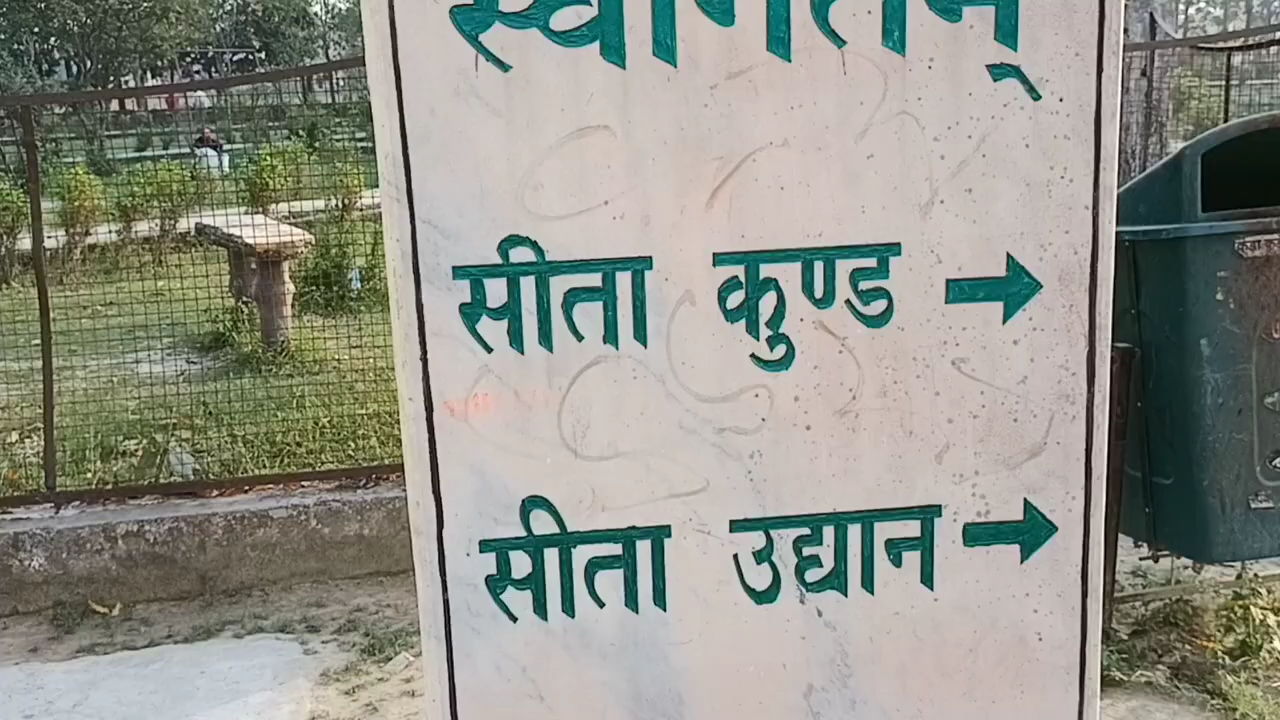 स्वागतम्
सीता कुण्ड →
सीता उद्यान →